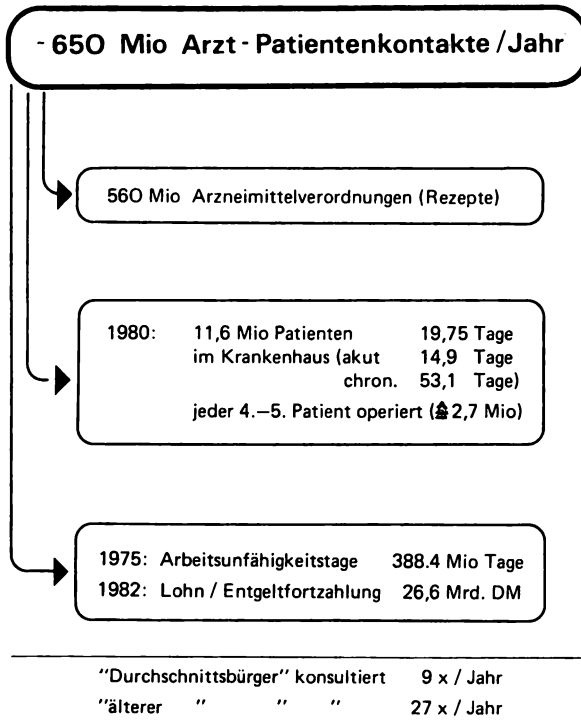 - 650 Mio Arzt - Patientenkontakte / Jahr
560 Mio Arzneimittelverordnungen (Rezepte)
1980: 11,6 Mio Patienten 19,75 Tage
im Krankenhaus (akut 14,9 Tage
chron. 53,1 Tage)
jeder 4.–5. Patient operiert (≙ 2,7 Mio)
1975: Arbeitsunfähigkeitstage 388.4 Mio Tage
1982: Lohn / Entgeltfortzahlung 26,6 Mrd. DM
"Durchschnittsbürger" konsultiert 9 x / Jahr
"älterer " " " 27 x / Jahr